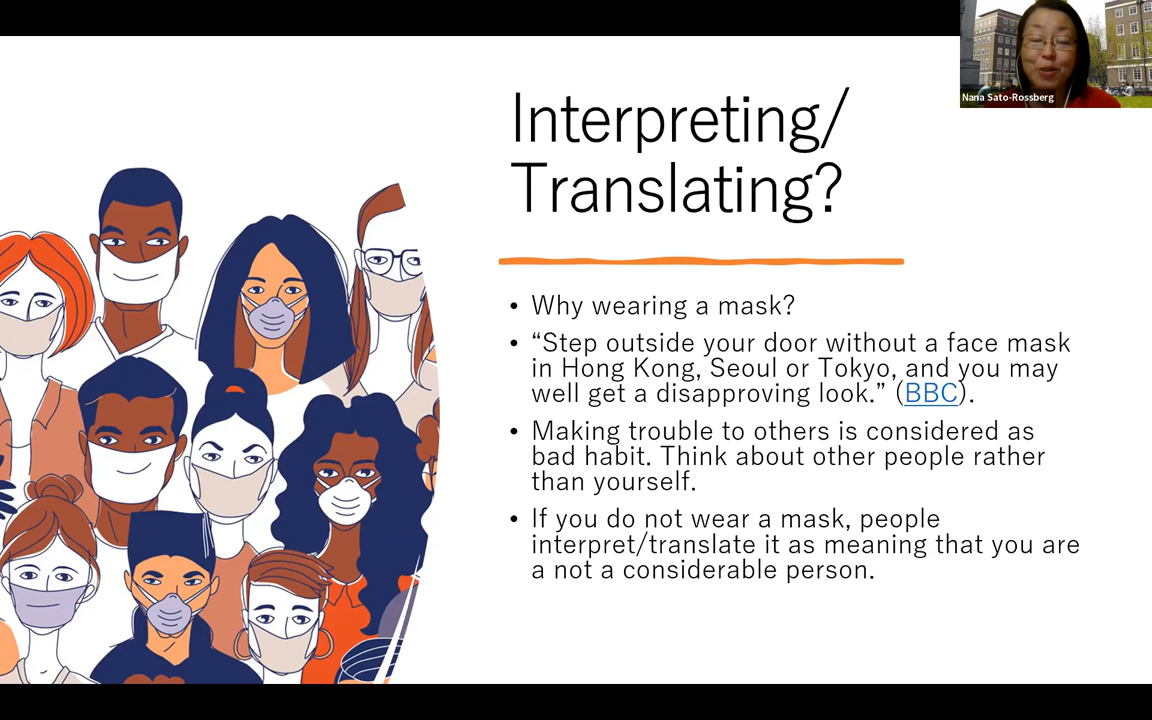 Nana Sato-Rossberg
Interpreting/
Translating?
• Why wearing a mask?
• “Step outside your door without a face mask
in Hong Kong, Seoul or Tokyo, and you may
well get a disapproving look.” (BBC).
• Making trouble to others is considered as
bad habit. Think about other people rather
than yourself.
• If you do not wear a mask, people
interpret/translate it as meaning that you are
a not a considerable person.